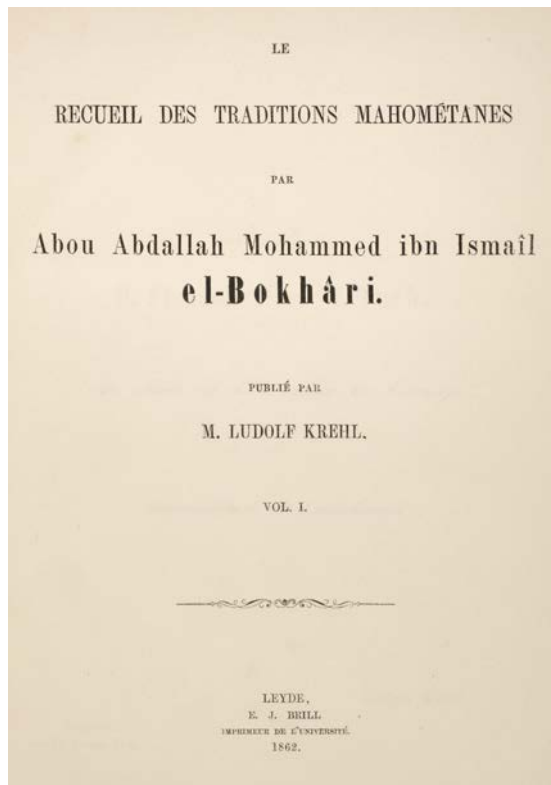 LE
RECUEIL DES TRADITIONS MAHOMÉTANES
PAR
Abou Abdallah Mohammed ibn Ismaîl
el-Bokhâri.
PUBLIÉ PAR
M. LUDOLF KREHL.
VOL. I.
LEYDE,
E. J. BRILL
IMPRIMEUR DE L'UNIVERSITÉ.
1862.